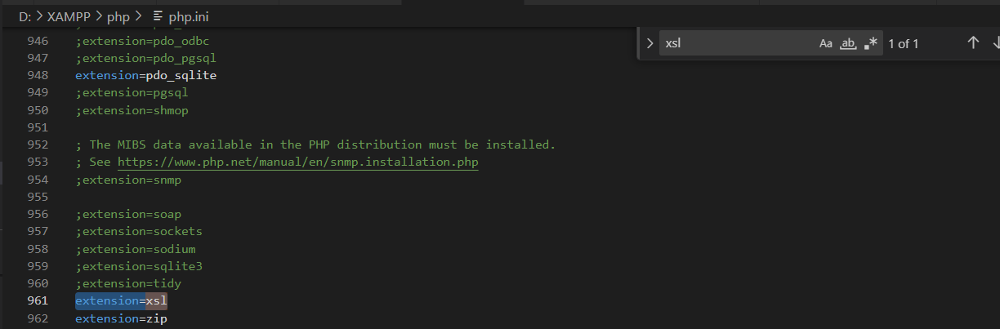 D: > XAMPP > php > php.ini
xsl
Aa ab .* 1 of 1
946 ;extension=pdo_odbc
947 ;extension=pdo_pgsql
948 extension=pdo_sqlite
949 ;extension=pgsql
950 ;extension=shmop
951
952 ; The MIBS data available in the PHP distribution must be installed.
953 ; See https://www.php.net/manual/en/snmp.installation.php
954 ;extension=snmp
955
956 ;extension=soap
957 ;extension=sockets
958 ;extension=sodium
959 ;extension=sqlite3
960 ;extension=tidy
961 extension=xsl
962 extension=zip